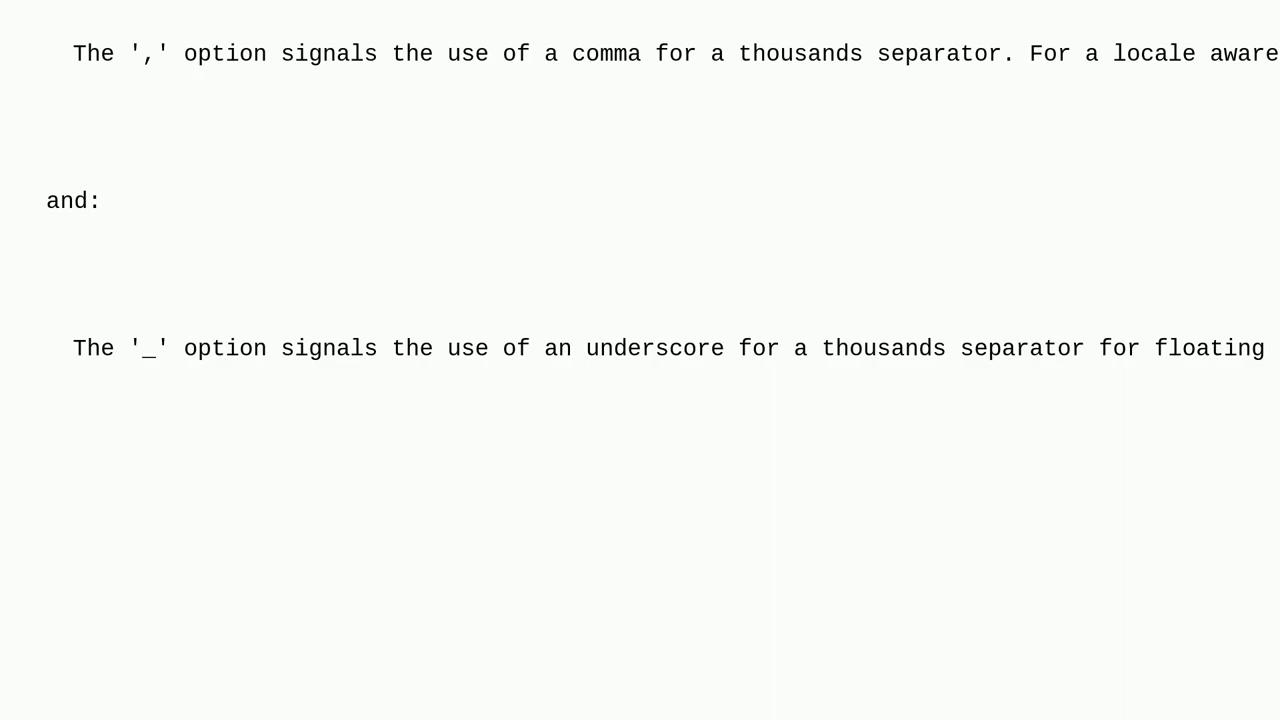 The ',' option signals the use of a comma for a thousands separator. For a locale aware
and:
The '_' option signals the use of an underscore for a thousands separator for floating